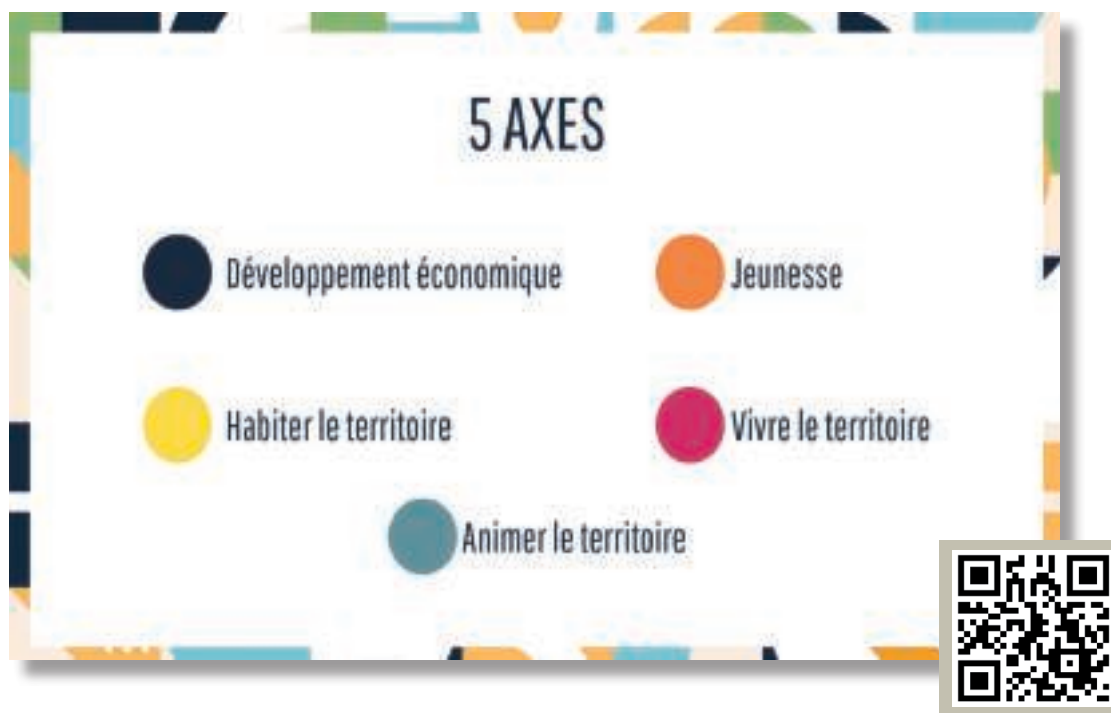 5 AXES
Développement économique
Jeunesse
Habiter le territoire
Vivre le territoire
Animer le territoire